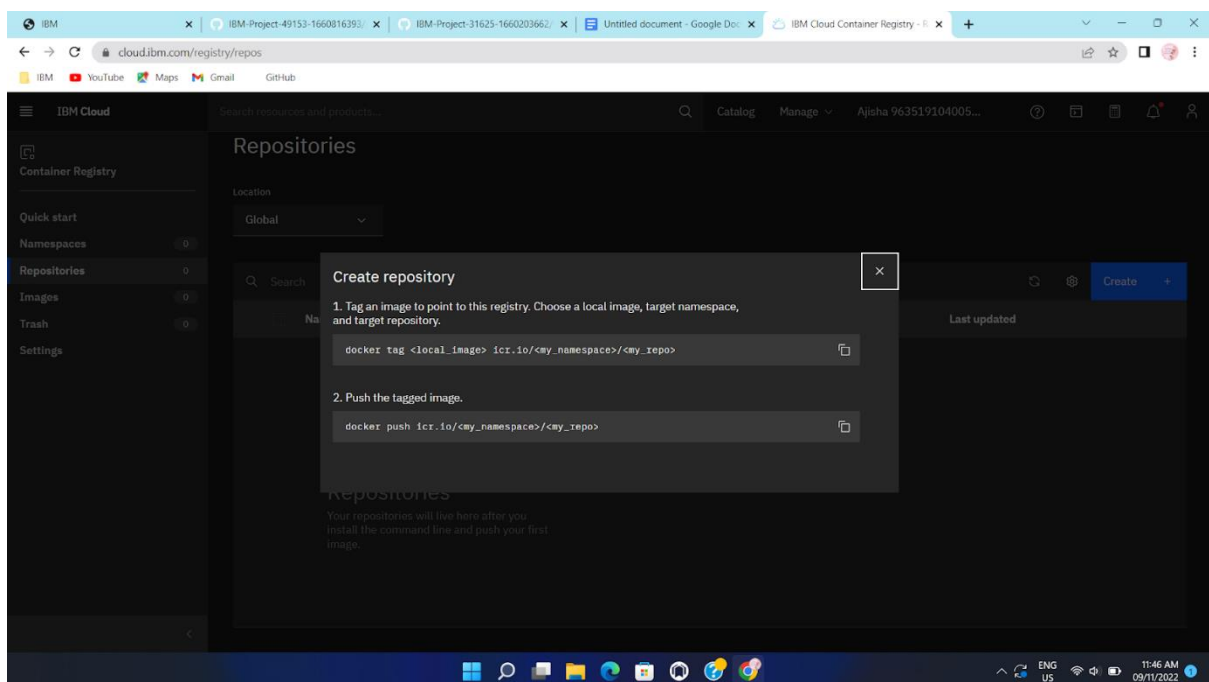 IBM
IBM-Project-49153-1660816393/
IBM-Project-31625-1660203662/
Untitled document - Google Doc
IBM Cloud Container Registry - R
cloud.ibm.com/registry/repos
IBM
YouTube
Maps
Gmail
GitHub
IBM Cloud
Search resources and products...
Catalog
Manage
Ajisha 963519104005...
Container Registry
Repositories
Location
Global
Quick start
Namespaces 0
Repositories 0
Images 0
Trash 0
Settings
Search
Create +
Na
Last updated
Create repository
1. Tag an image to point to this registry. Choose a local image, target namespace,
and target repository.
docker tag <local_image> icr.io/<my_namespace>/<my_repo>
2. Push the tagged image.
docker push icr.io/<my_namespace>/<my_repo>
Repositories
Your repositories will live here after you
install the command line and push your first
image.
ENG
US
11:46 AM
09/11/2022
1